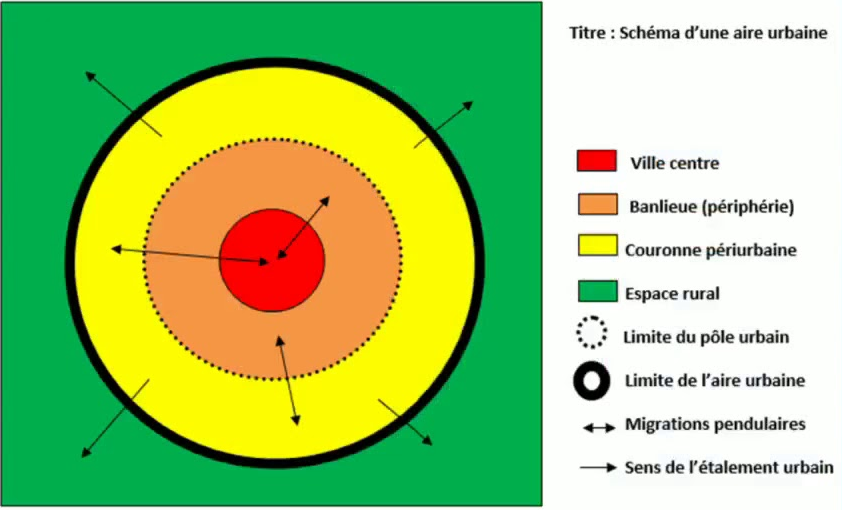 Titre : Schéma d’une aire urbaine
Ville centre
Banlieue (périphérie)
Couronne périurbaine
Espace rural
Limite du pôle urbain
Limite de l’aire urbaine
Migrations pendulaires
Sens de l’étalement urbain